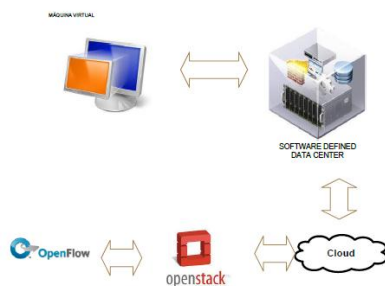 MÁQUINA VIRTUAL
SOFTWARE DEFINED
DATA CENTER
OpenFlow
openstack
Cloud